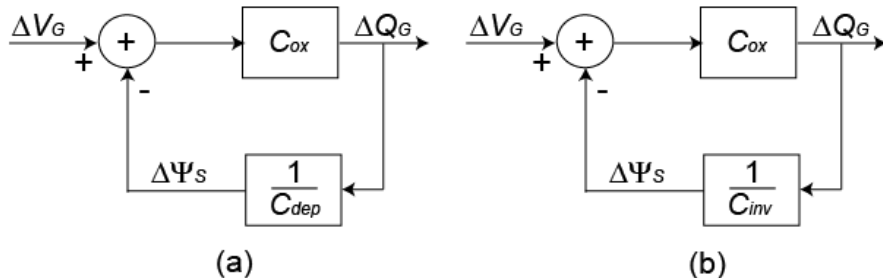 ΔVG + Cox ΔQG
+
-
ΔΨS 1
Cdep
(a)
ΔVG + Cox ΔQG
+
-
ΔΨS 1
Cinv
(b)